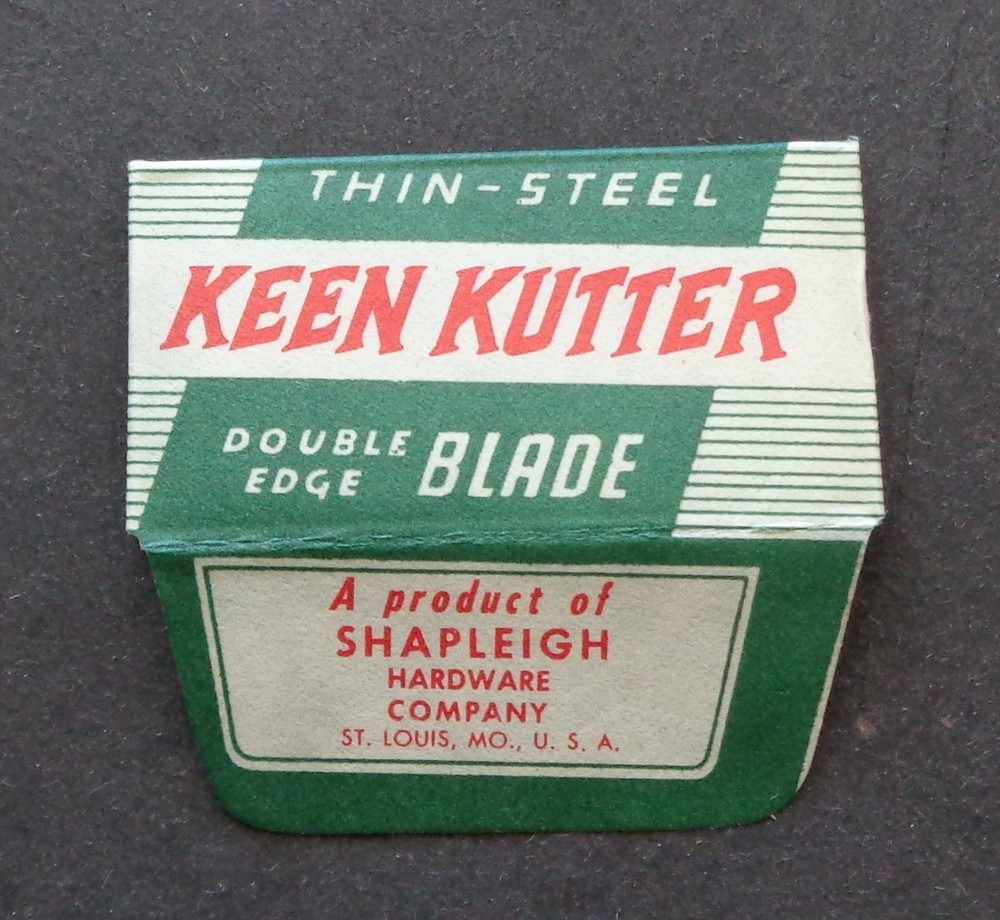 THIN-STEEL
KEEN KUTTER
DOUBLE EDGE BLADE
A product of
SHAPLEIGH
HARDWARE
COMPANY
ST. LOUIS, MO., U. S. A.